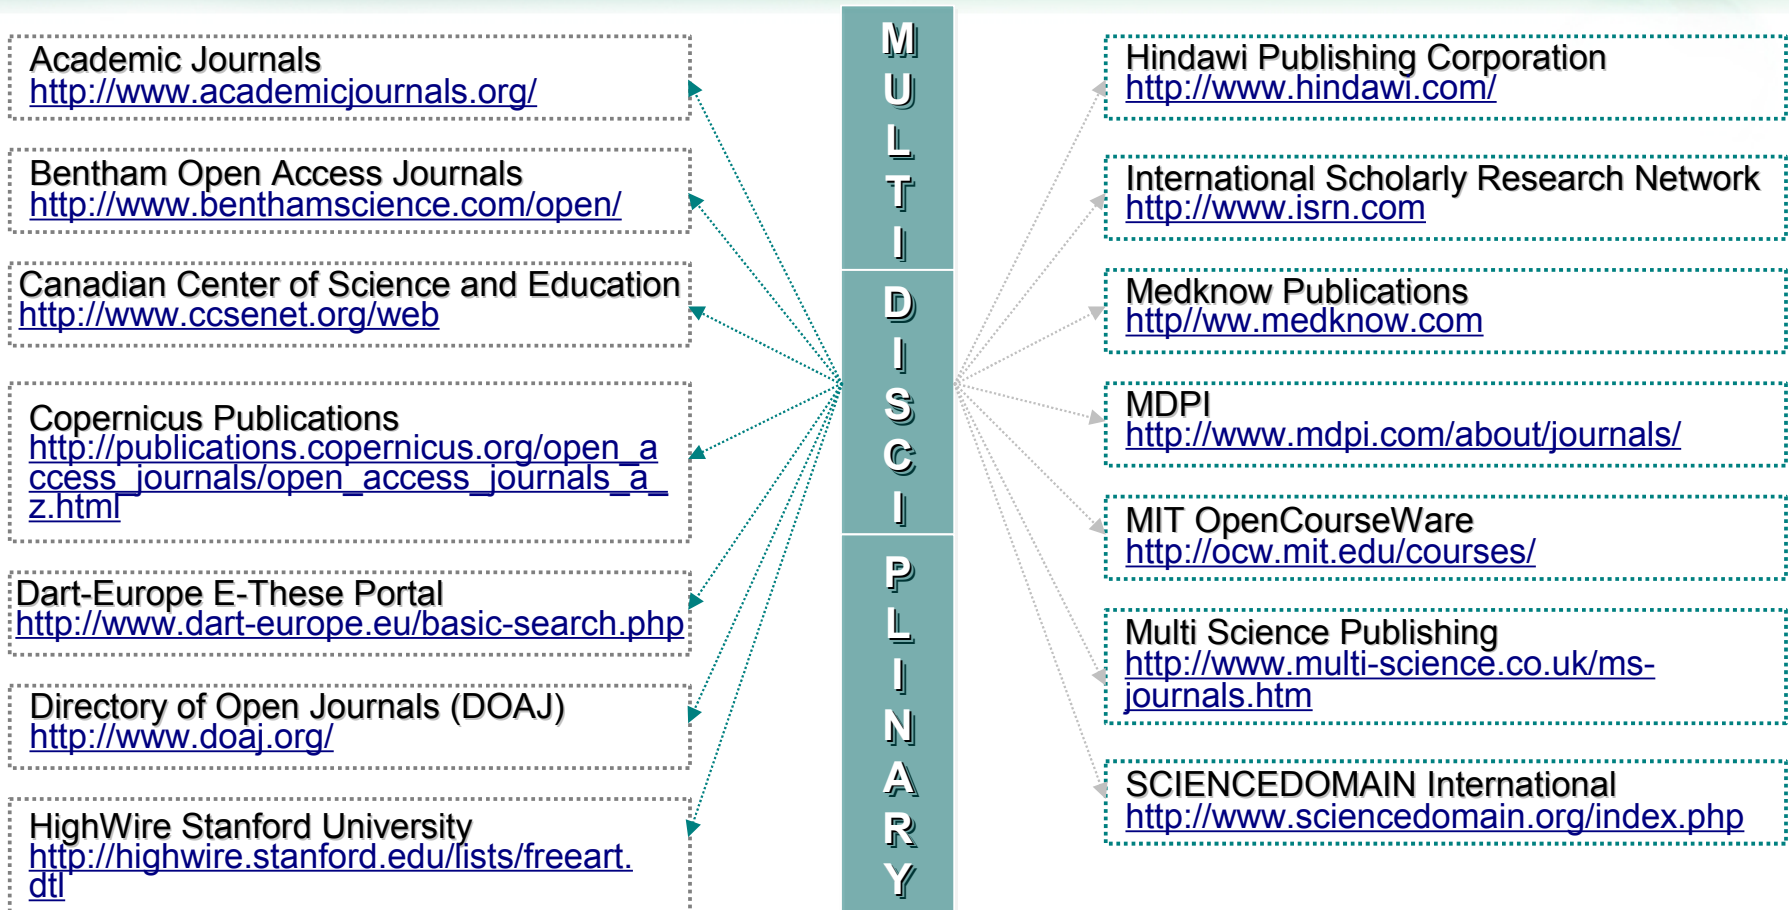 Academic Journals
http://www.academicjournals.org/
Bentham Open Access Journals
http://www.benthamscience.com/open/
Canadian Center of Science and Education
http://www.ccsenet.org/web
Copernicus Publications
http://publications.copernicus.org/open_a
ccess_journals/open_access_journals_a_
z.html
Dart-Europe E-These Portal
http://www.dart-europe.eu/basic-search.php
Directory of Open Journals (DOAJ)
http://www.doaj.org/
HighWire Stanford University
http://highwire.stanford.edu/lists/freeart.
dtl
M
U
L
T
I
D
I
S
C
I
P
L
I
N
A
R
Y
Hindawi Publishing Corporation
http://www.hindawi.com/
International Scholarly Research Network
http://www.isrn.com
Medknow Publications
http//ww.medknow.com
MDPI
http://www.mdpi.com/about/journals/
MIT OpenCourseWare
http://ocw.mit.edu/courses/
Multi Science Publishing
http://www.multi-science.co.uk/ms-
journals.htm
SCIENCEDOMAIN International
http://www.sciencedomain.org/index.php